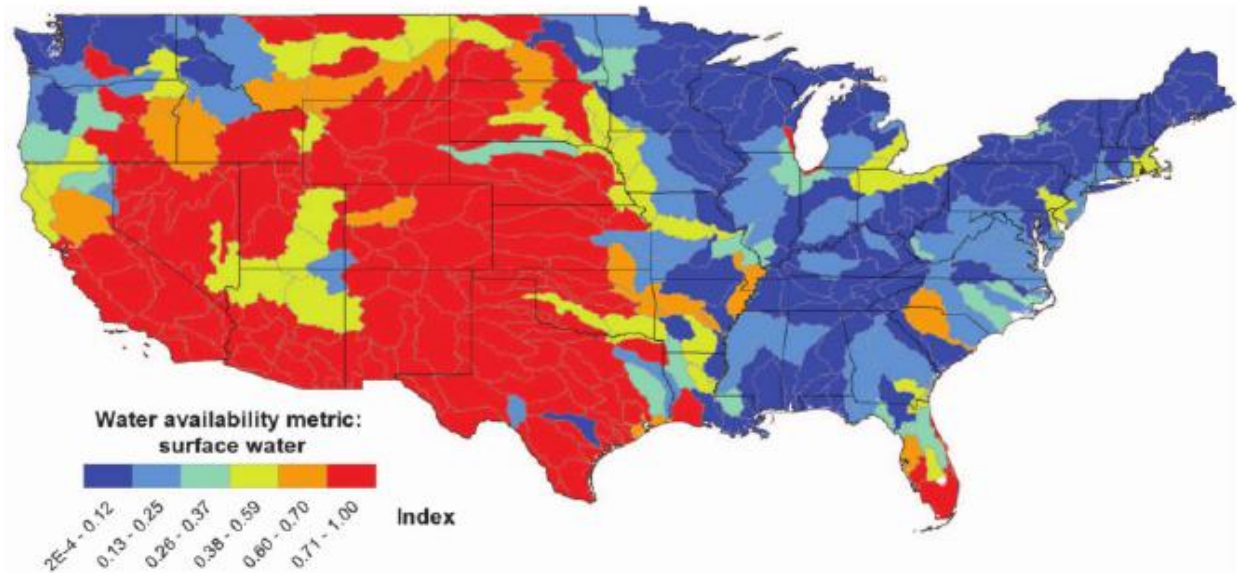 Water availability metric:
surface water
Index
2E-4 - 0.12
0.13 - 0.25
0.26 - 0.37
0.38 - 0.59
0.60 - 0.70
0.71 - 1.00